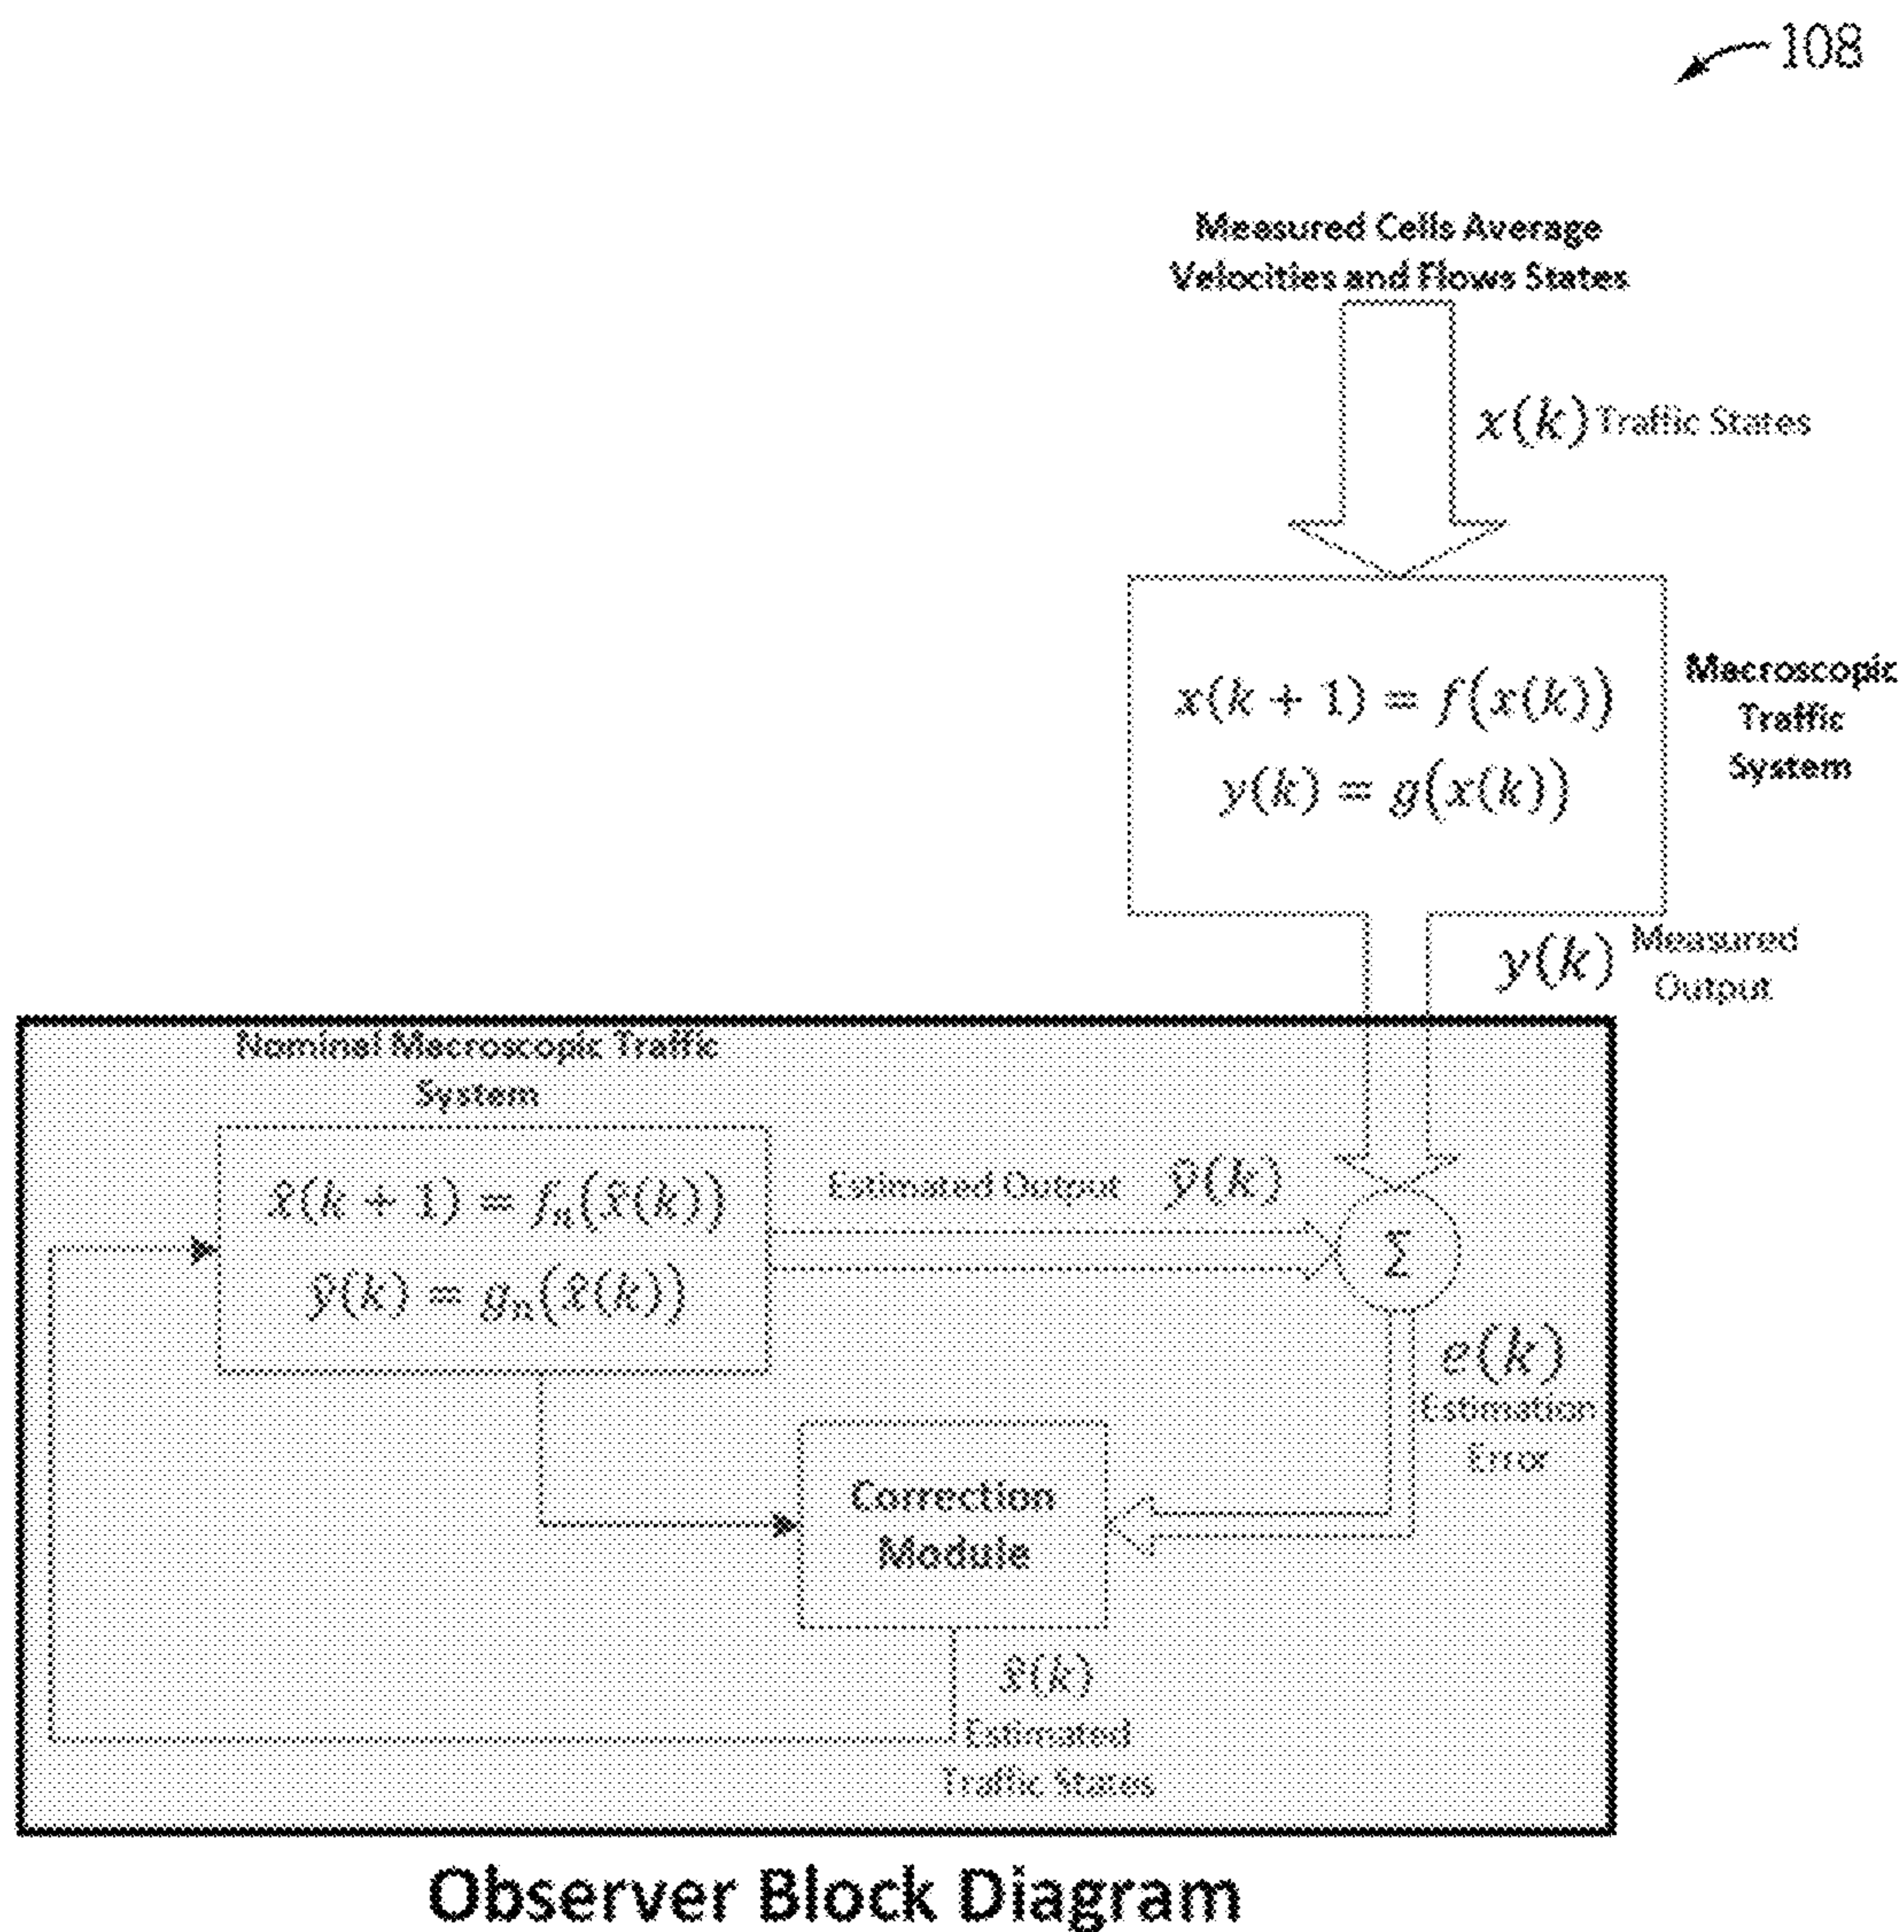 108
Measured Cells Average
Velocities and Flows States
x(k) Traffic States
x(k + 1) = f(x(k))
y(k) = g(x(k))
Macroscopic
Traffic
System
y(k) Measured
Output
Nominal Macroscopic Traffic
System
x̂(k + 1) = fₙ(x̂(k))
ŷ(k) = gₙ(x̂(k))
Estimated Output ŷ(k)
Σ
e(k)
Estimation
Error
Correction
Module
x̂(k)
Estimated
Traffic States
Observer Block Diagram